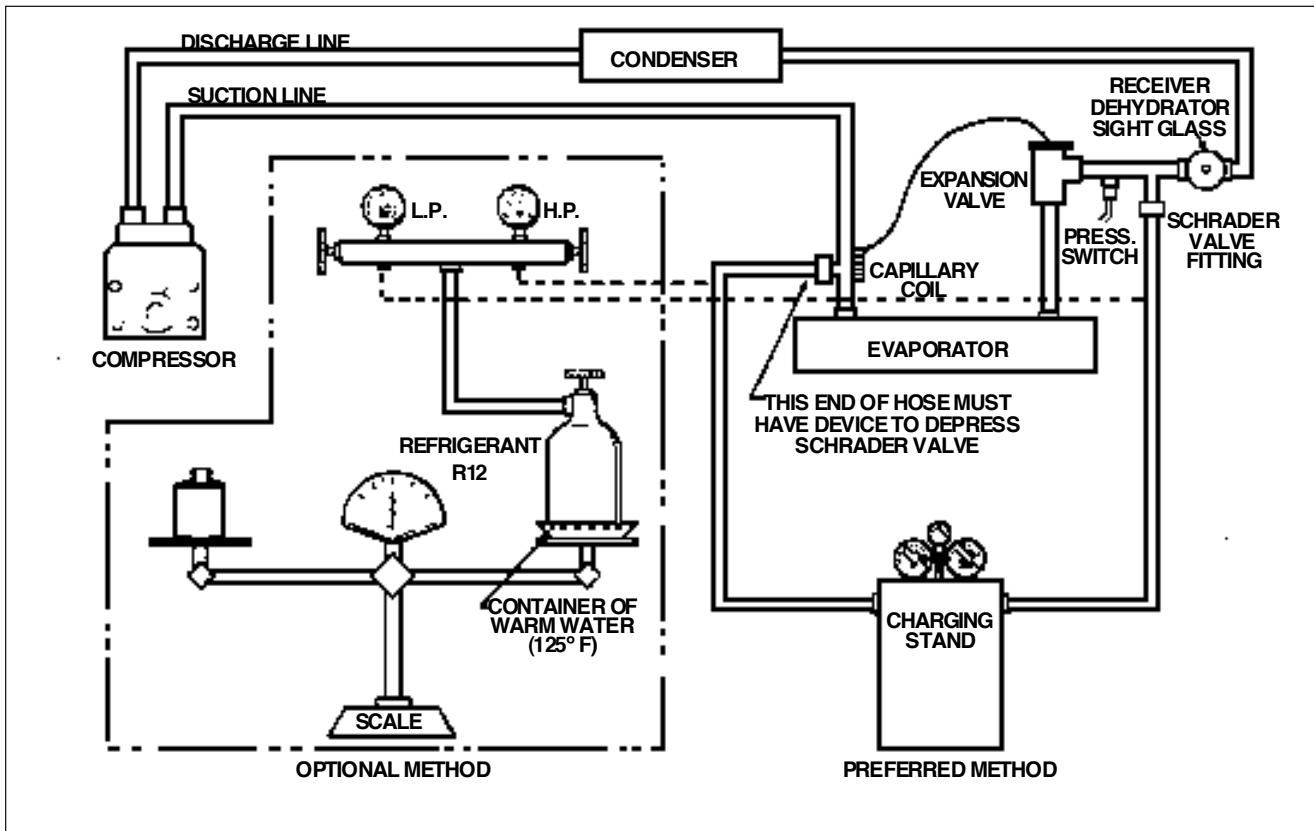 DISCHARGE LINE
CONDENSER
SUCTION LINE
RECEIVER
DEHYDRATOR
SIGHT GLASS
L.P.
H.P.
EXPANSION
VALVE
PRESS.
SWITCH
SCHRADER
VALVE
FITTING
CAPILLARY
COIL
COMPRESSOR
EVAPORATOR
THIS END OF HOSE MUST
HAVE DEVICE TO DEPRESS
SCHRADER VALVE
REFRIGERANT
R12
CONTAINER OF
WARM WATER
(125° F)
CHARGING
STAND
SCALE
OPTIONAL METHOD
PREFERRED METHOD